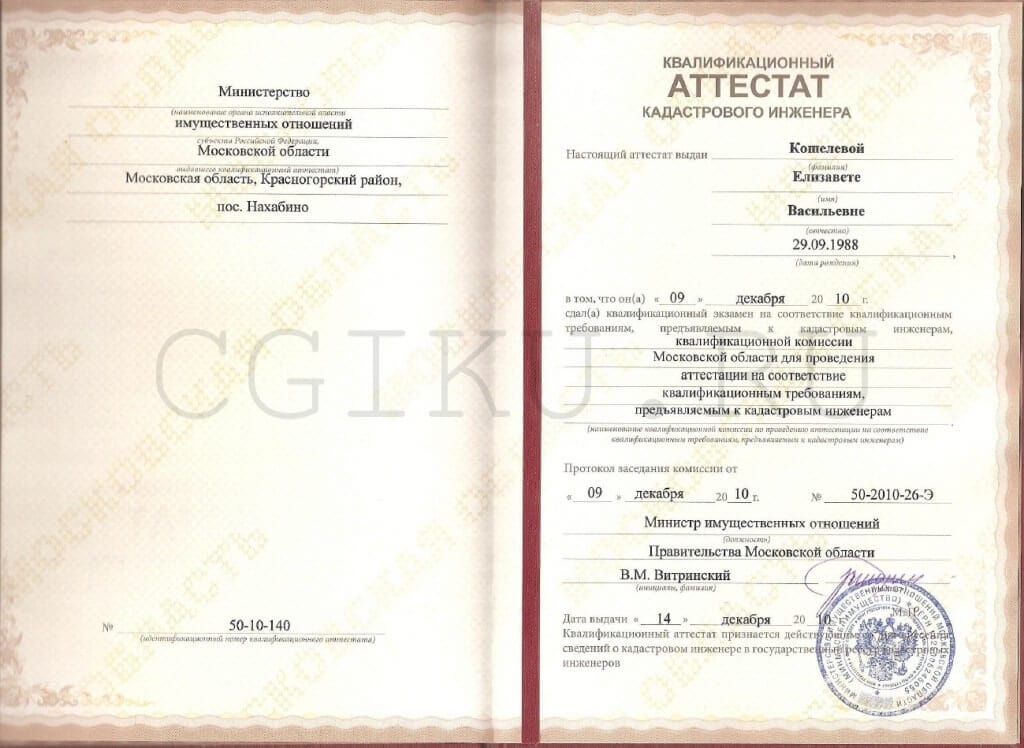 Министерство
(наименование органа исполнительной власти
имущественных отношений
субъекта Российской Федерации,
Московской области
выдавшего квалификационный аттестат)
Московская область, Красногорский район,
пос. Нахабино
№ 50-10-140
(идентификационный номер квалификационного аттестата)
КВАЛИФИКАЦИОННЫЙ
АТТЕСТАТ
КАДАСТРОВОГО ИНЖЕНЕРА
Настоящий аттестат выдан Кошелевой
(фамилия)
Елизавете
(имя)
Васильевне
(отчество)
29.09.1988 ,
(дата рождения)
в том, что он(а) « 09 » декабря 20 10 г.
сдал(а) квалификационный экзамен на соответствие квалификационным
требованиям, предъявляемым к кадастровым инженерам,
квалификационной комиссии
Московской области для проведения
аттестации на соответствие
квалификационным требованиям,
предъявляемым к кадастровым инженерам
(наименование квалификационной комиссии по проведению аттестации на соответствие
квалификационным требованиям, предъявляемым к кадастровым инженерам)
Протокол заседания комиссии от
« 09 » декабря 20 10 г. № 50-2010-26-Э
Министр имущественных отношений
(должность)
Правительства Московской области
В.М. Витринский
(инициалы, фамилия)
Дата выдачи « 14 » декабря 20 10
Квалификационный аттестат признается действующим со дня внесения
сведений о кадастровом инженере в государственный реестр кадастровых
инженеров
CGIKU.RU